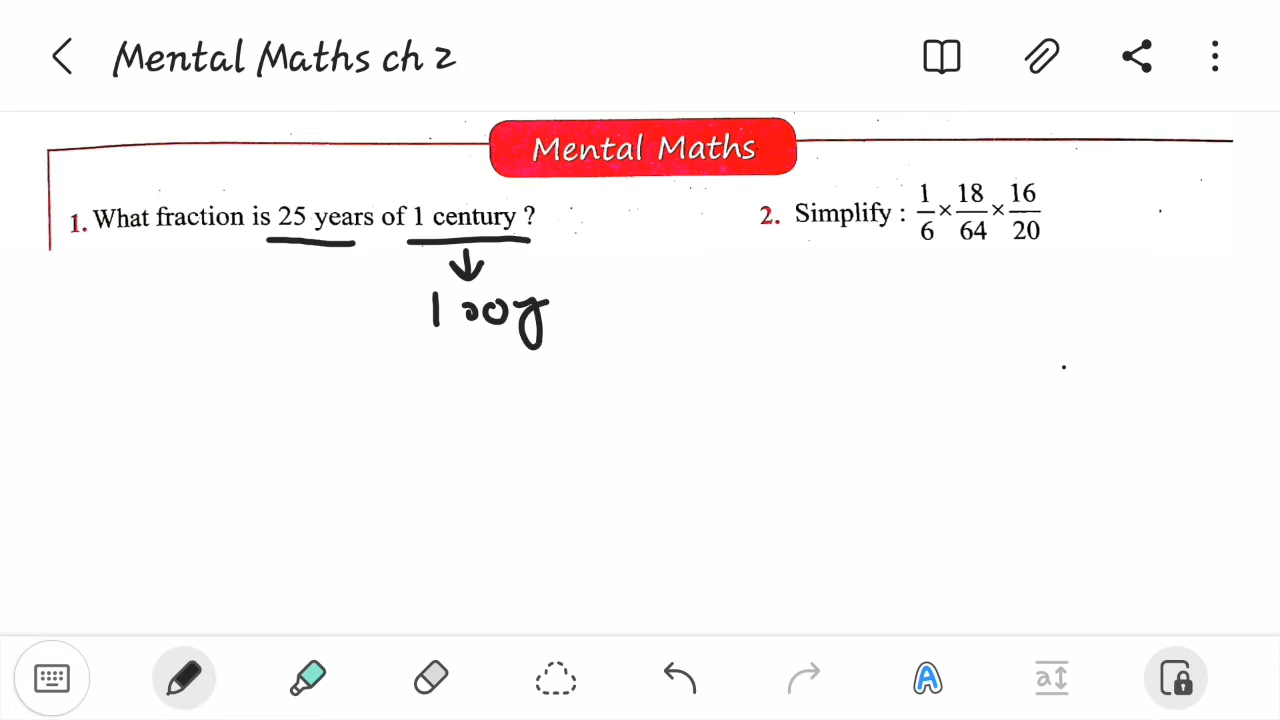 Mental Maths ch 2
Mental Maths
1. What fraction is 25 years of 1 century ?
100y
2. Simplify : 1/6 × 18/64 × 16/20
A
a